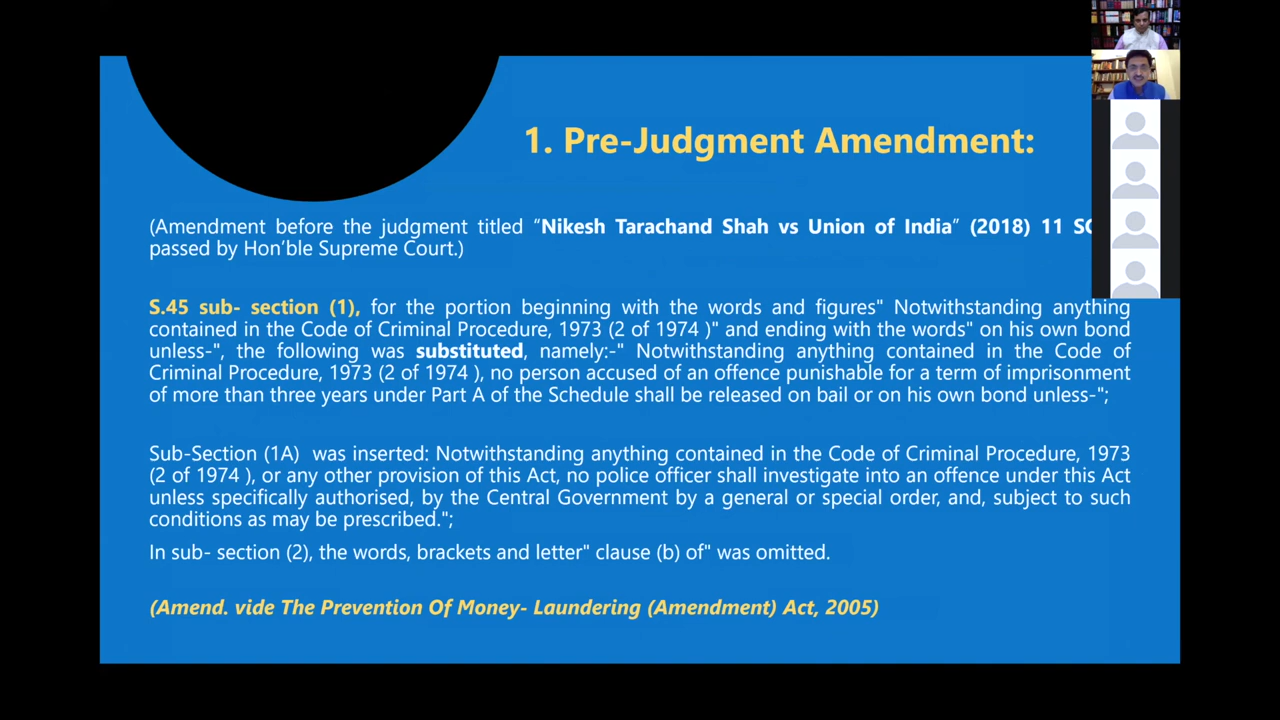 1. Pre-Judgment Amendment:
(Amendment before the judgment titled “Nikesh Tarachand Shah vs Union of India” (2018) 11
passed by Hon’ble Supreme Court.)
S.45 sub- section (1), for the portion beginning with the words and figures" Notwithstanding anything
contained in the Code of Criminal Procedure, 1973 (2 of 1974 )" and ending with the words" on his own bond
unless-", the following was substituted, namely:-" Notwithstanding anything contained in the Code of
Criminal Procedure, 1973 (2 of 1974 ), no person accused of an offence punishable for a term of imprisonment
of more than three years under Part A of the Schedule shall be released on bail or on his own bond unless-";
Sub-Section (1A) was inserted: Notwithstanding anything contained in the Code of Criminal Procedure, 1973
(2 of 1974 ), or any other provision of this Act, no police officer shall investigate into an offence under this Act
unless specifically authorised, by the Central Government by a general or special order, and, subject to such
conditions as may be prescribed.";
In sub- section (2), the words, brackets and letter" clause (b) of" was omitted.
(Amend. vide The Prevention Of Money- Laundering (Amendment) Act, 2005)